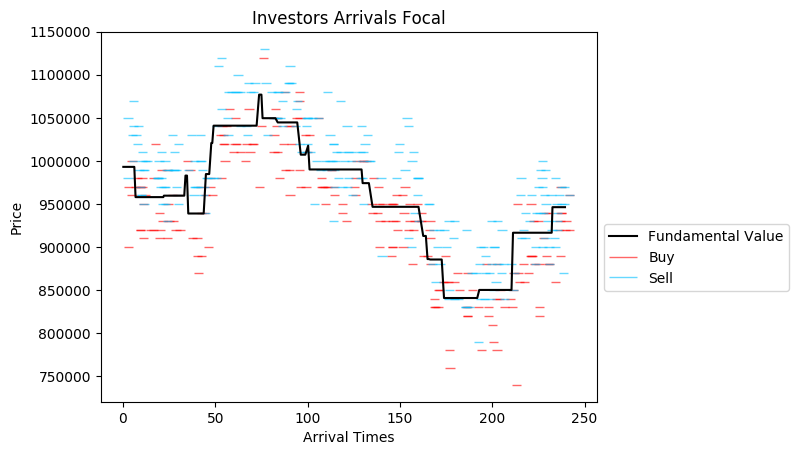 Investors Arrivals Focal
Price
1150000
1100000
1050000
1000000
950000
900000
850000
800000
750000
0 50 100 150 200 250
Arrival Times
Fundamental Value
Buy
Sell